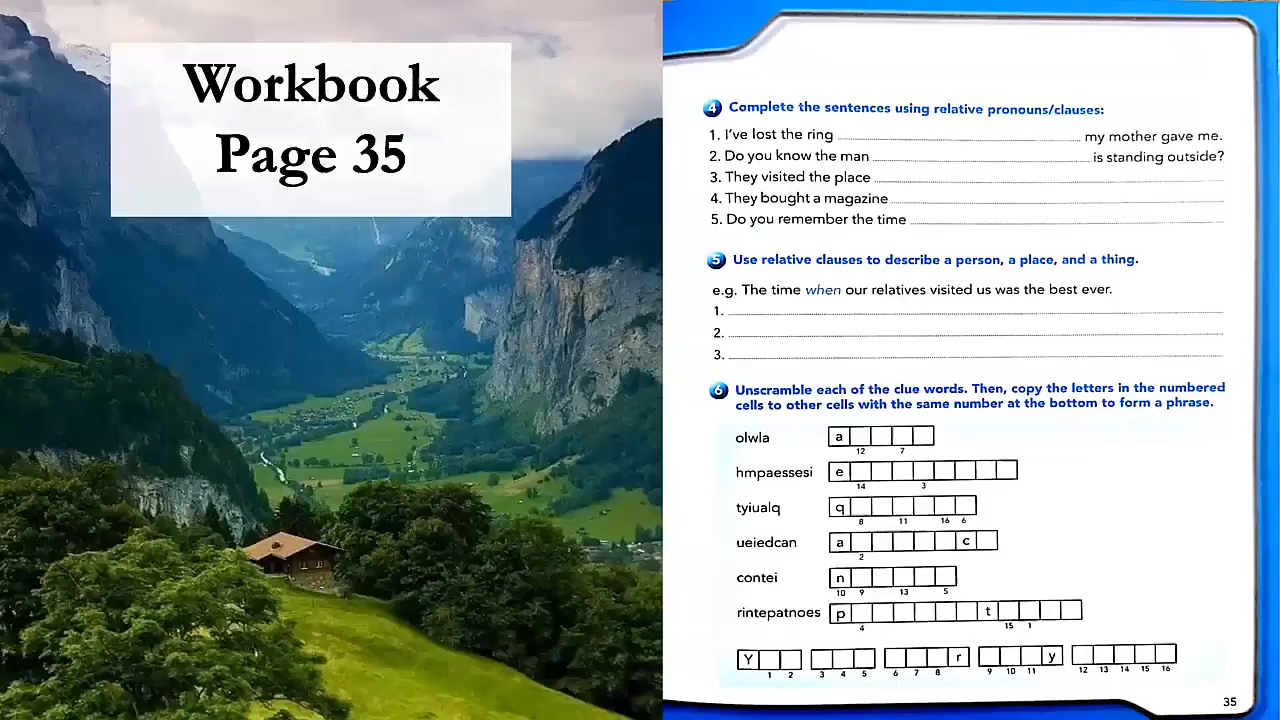 Workbook
Page 35
4 Complete the sentences using relative pronouns/clauses:
1. I've lost the ring my mother gave me.
2. Do you know the man is standing outside?
3. They visited the place
4. They bought a magazine
5. Do you remember the time
5 Use relative clauses to describe a person, a place, and a thing.
e.g. The time when our relatives visited us was the best ever.
1.
2.
3.
6 Unscramble each of the clue words. Then, copy the letters in the numbered
cells to other cells with the same number at the bottom to form a phrase.
olwla a
12 7
hmpaessesi e
14 3
tyiualq q
8 11 16 6
ueiedcan a c
2
contei n
10 9 13 5
rintepatnoes p t
4 15 1
Y r y
1 2 3 4 5 6 7 8 9 10 11 12 13 14 15 16
35